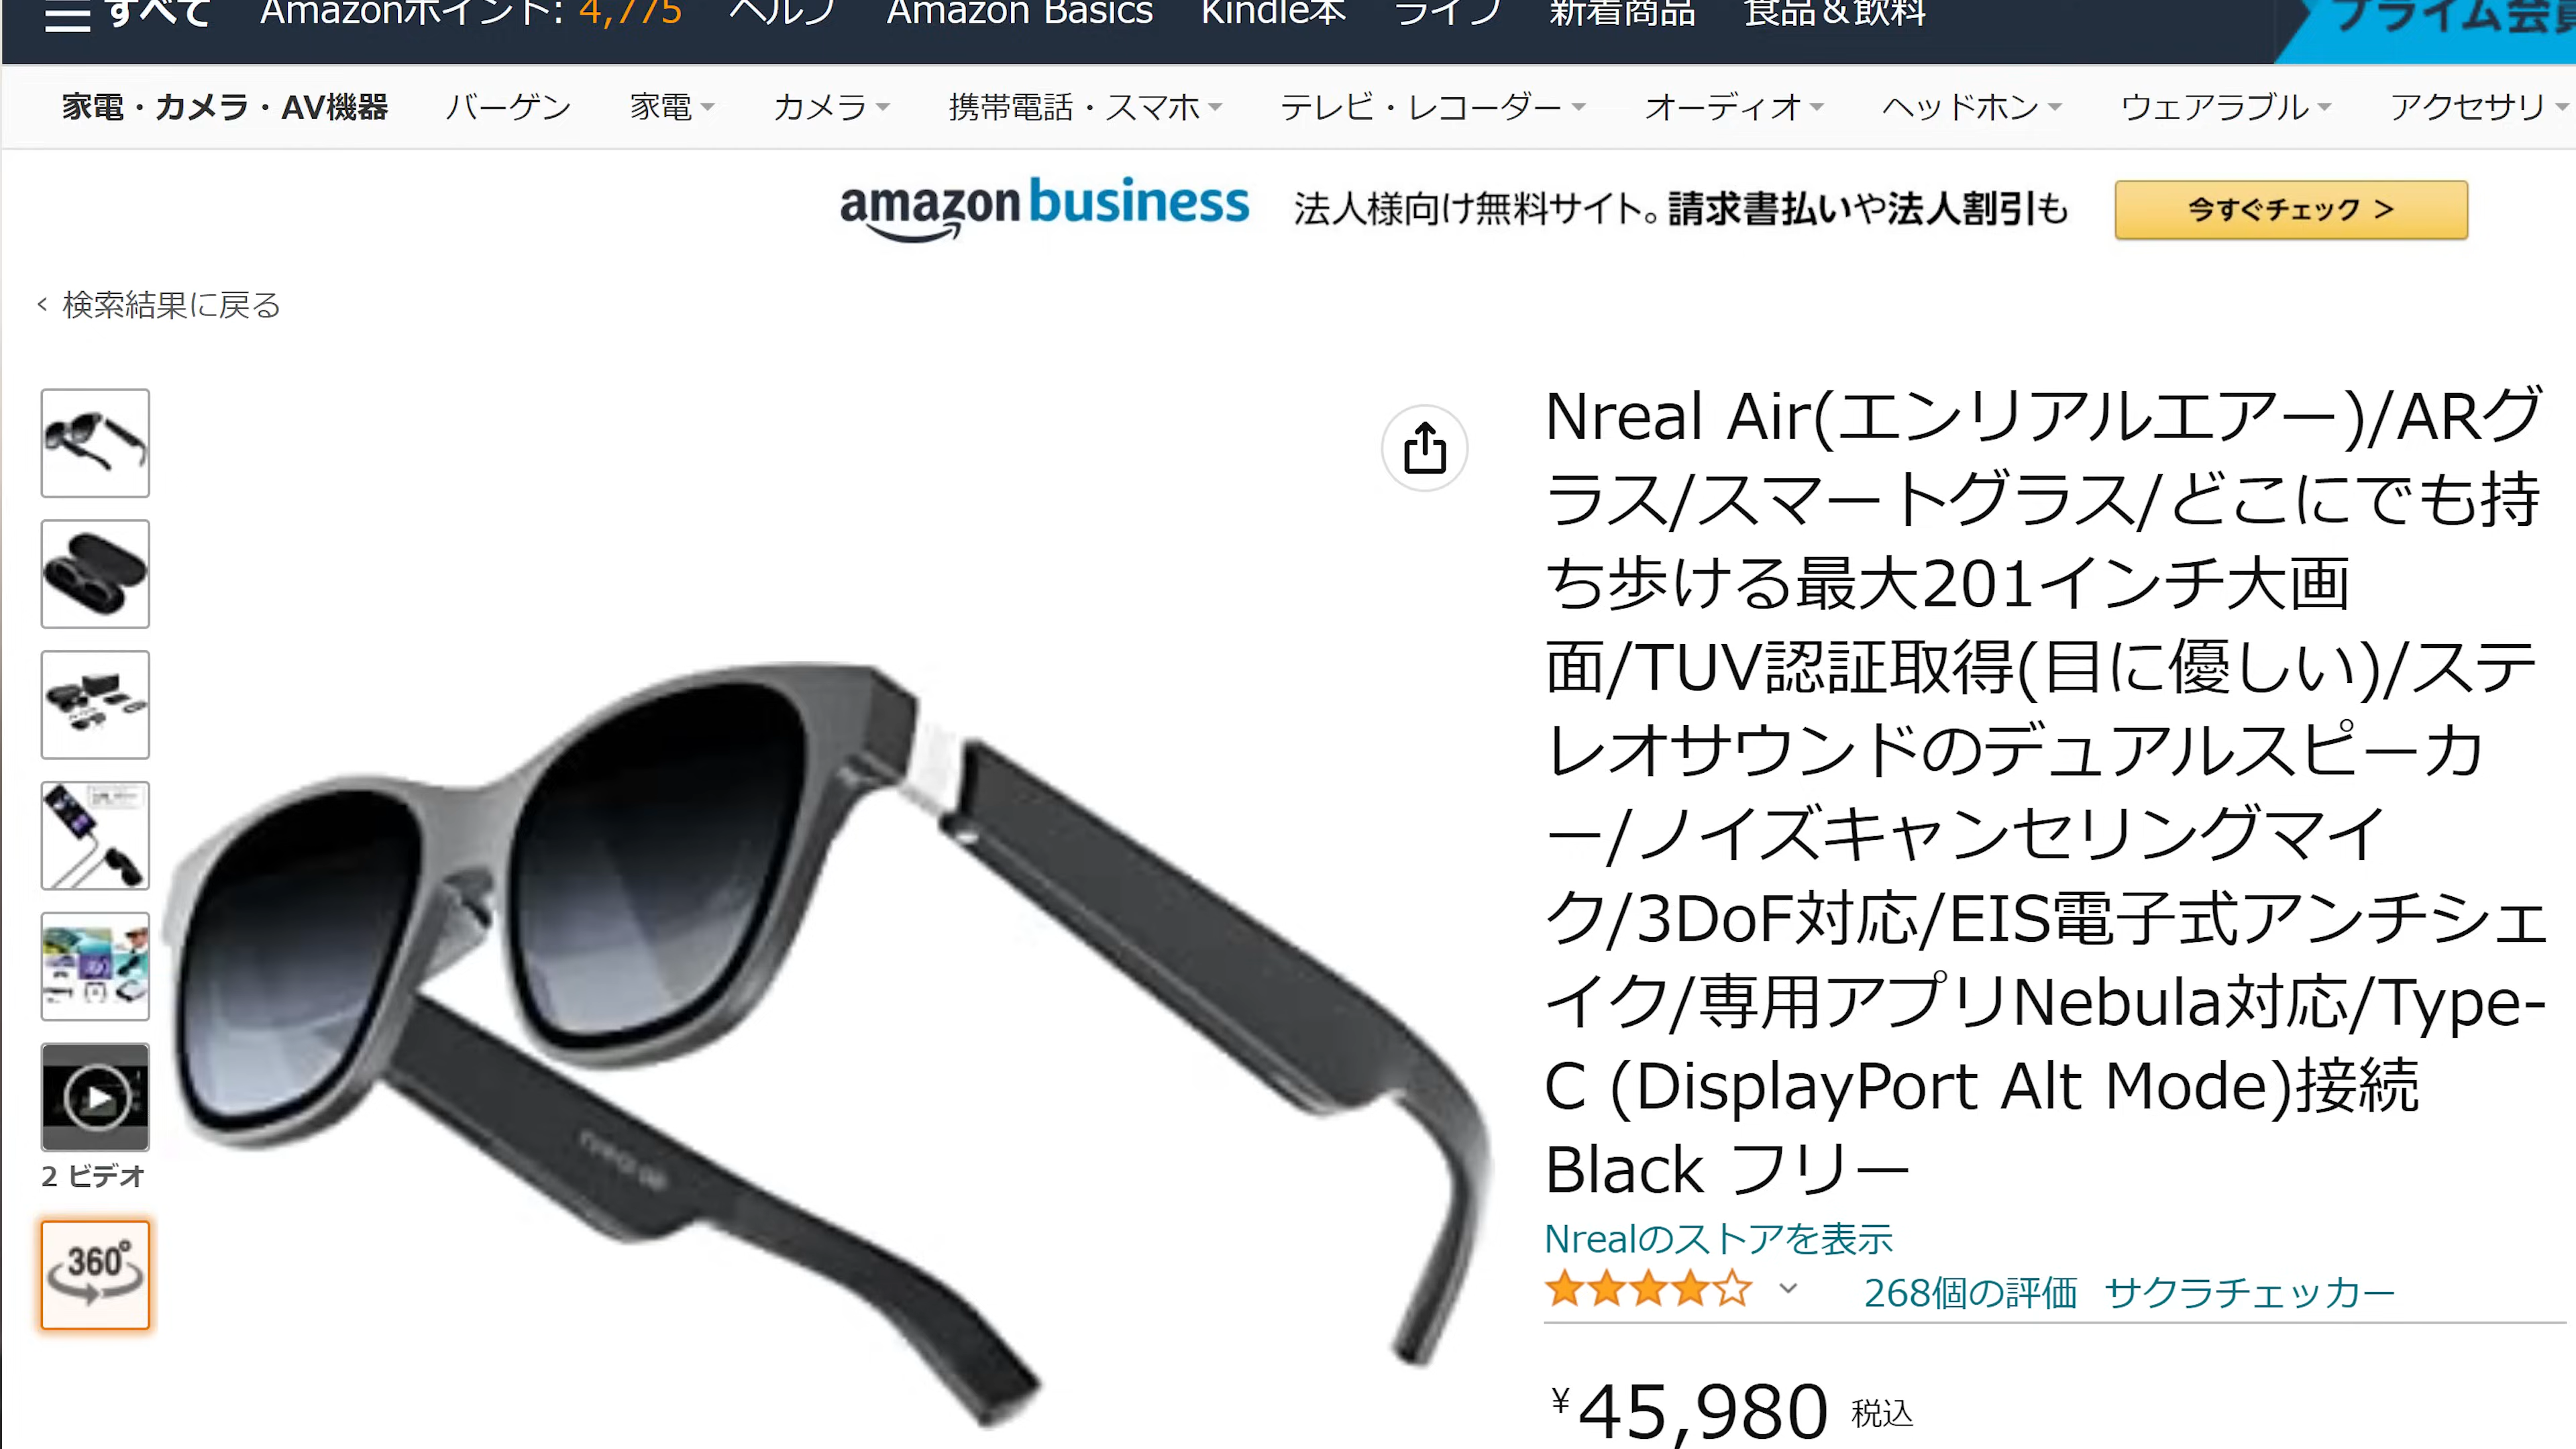 すべて Amazonポイント: 4,775 ヘルプ Amazon Basics Kindle本 ライフ 新着商品 食品＆飲料 プライム会員
家電・カメラ・AV機器 バーゲン 家電 カメラ 携帯電話・スマホ テレビ・レコーダー オーディオ ヘッドホン ウェアラブル アクセサリ
amazon business 法人様向け無料サイト。請求書払いや法人割引も 今すぐチェック ＞
‹ 検索結果に戻る
Nreal Air(エンリアルエアー)/ARグ
ラス/スマートグラス/どこにでも持
ち歩ける最大201インチ大画
面/TUV認証取得(目に優しい)/ステ
レオサウンドのデュアルスピーカ
ー/ノイズキャンセリングマイ
ク/3DoF対応/EIS電子式アンチシェ
イク/専用アプリNebula対応/Type-
C (DisplayPort Alt Mode)接続
Black フリー
Nrealのストアを表示
268個の評価 サクラチェッカー
¥45,980 税込
2 ビデオ
360°